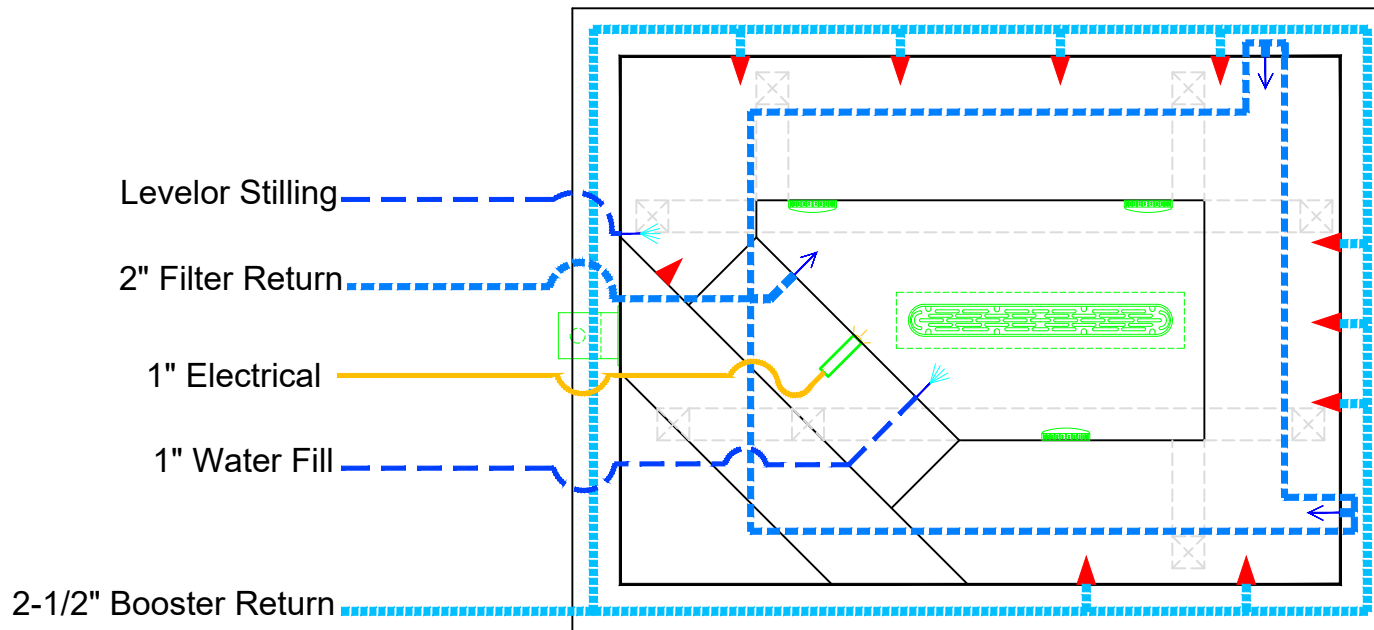 Levelor Stilling
2" Filter Return
1" Electrical
1" Water Fill
2-1/2" Booster Return